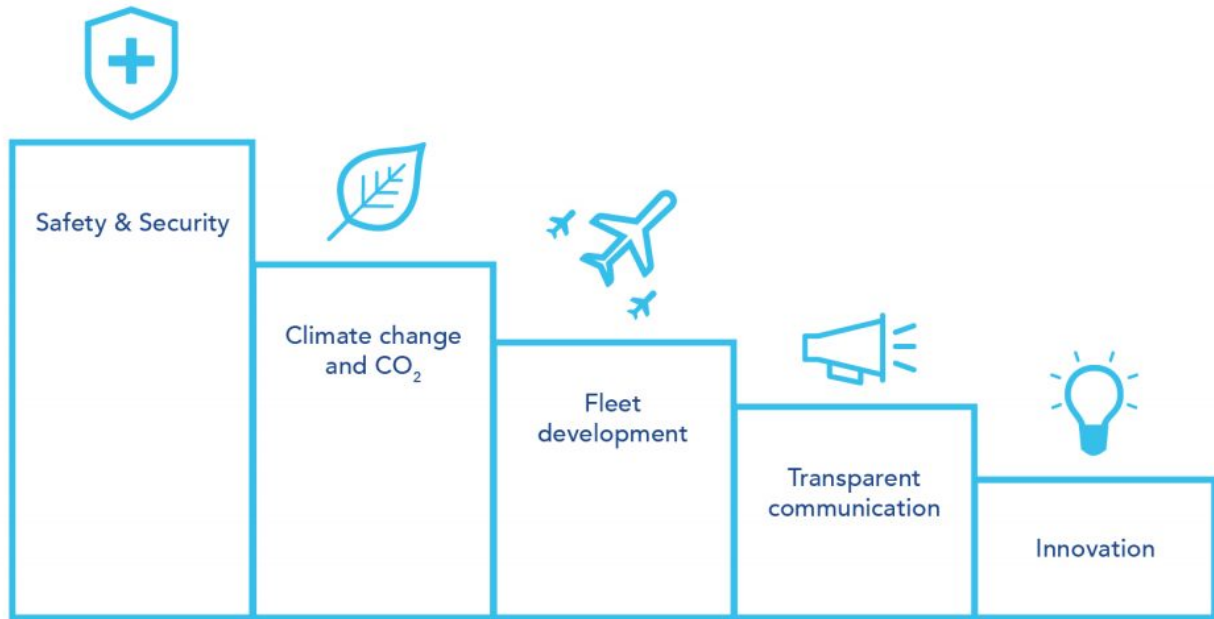 Safety & Security
Climate change
and CO₂
Fleet
development
Transparent
communication
Innovation